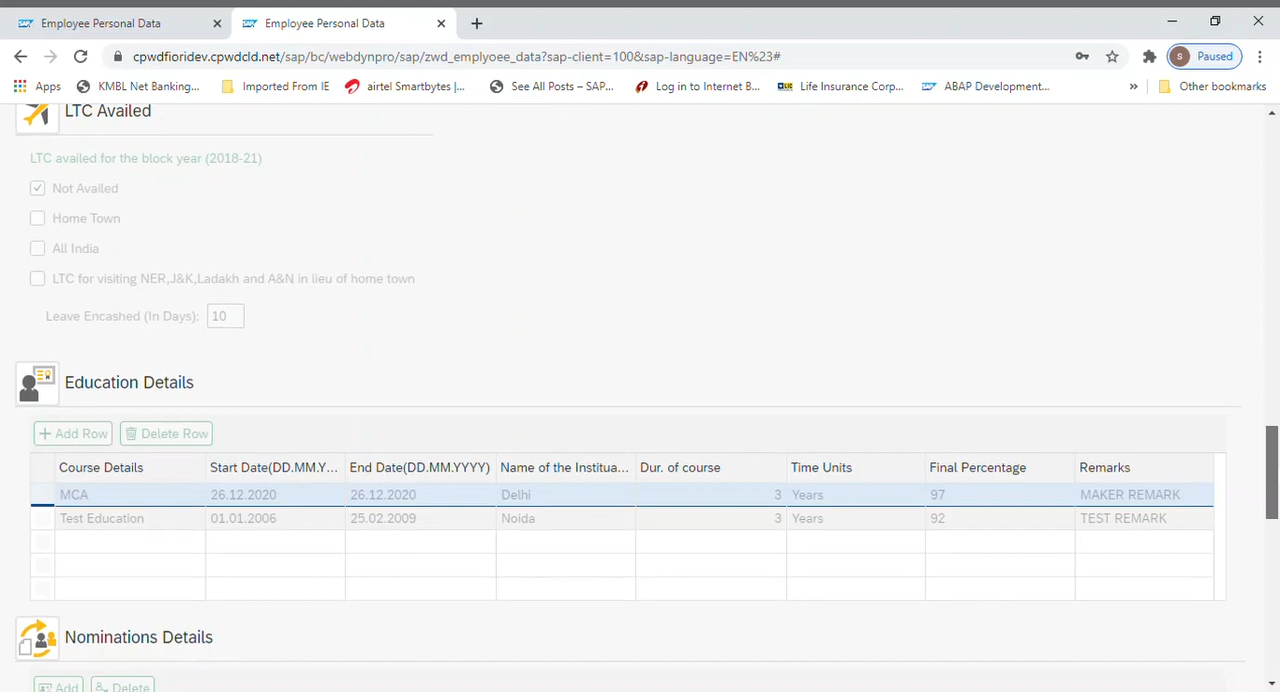 Employee Personal Data
Employee Personal Data
cpwdfioridev.cpwdcld.net/sap/bc/webdynpro/sap/zwd_emplyoee_data?sap-client=100&sap-language=EN%23#
S Paused
Apps KMBL Net Banking... Imported From IE airtel Smartbytes |... See All Posts – SAP... Log in to Internet B... Life Insurance Corp... ABAP Development... » Other bookmarks
LTC Availed
LTC availed for the block year (2018-21)
Not Availed
Home Town
All India
LTC for visiting NER,J&K,Ladakh and A&N in lieu of home town
Leave Encashed (In Days): 10
Education Details
Add Row Delete Row
Course Details Start Date(DD.MM.Y... End Date(DD.MM.YYYY) Name of the Institua... Dur. of course Time Units Final Percentage Remarks
MCA 26.12.2020 26.12.2020 Delhi 3 Years 97 MAKER REMARK
Test Education 01.01.2006 25.02.2009 Noida 3 Years 92 TEST REMARK
Nominations Details
Add Delete